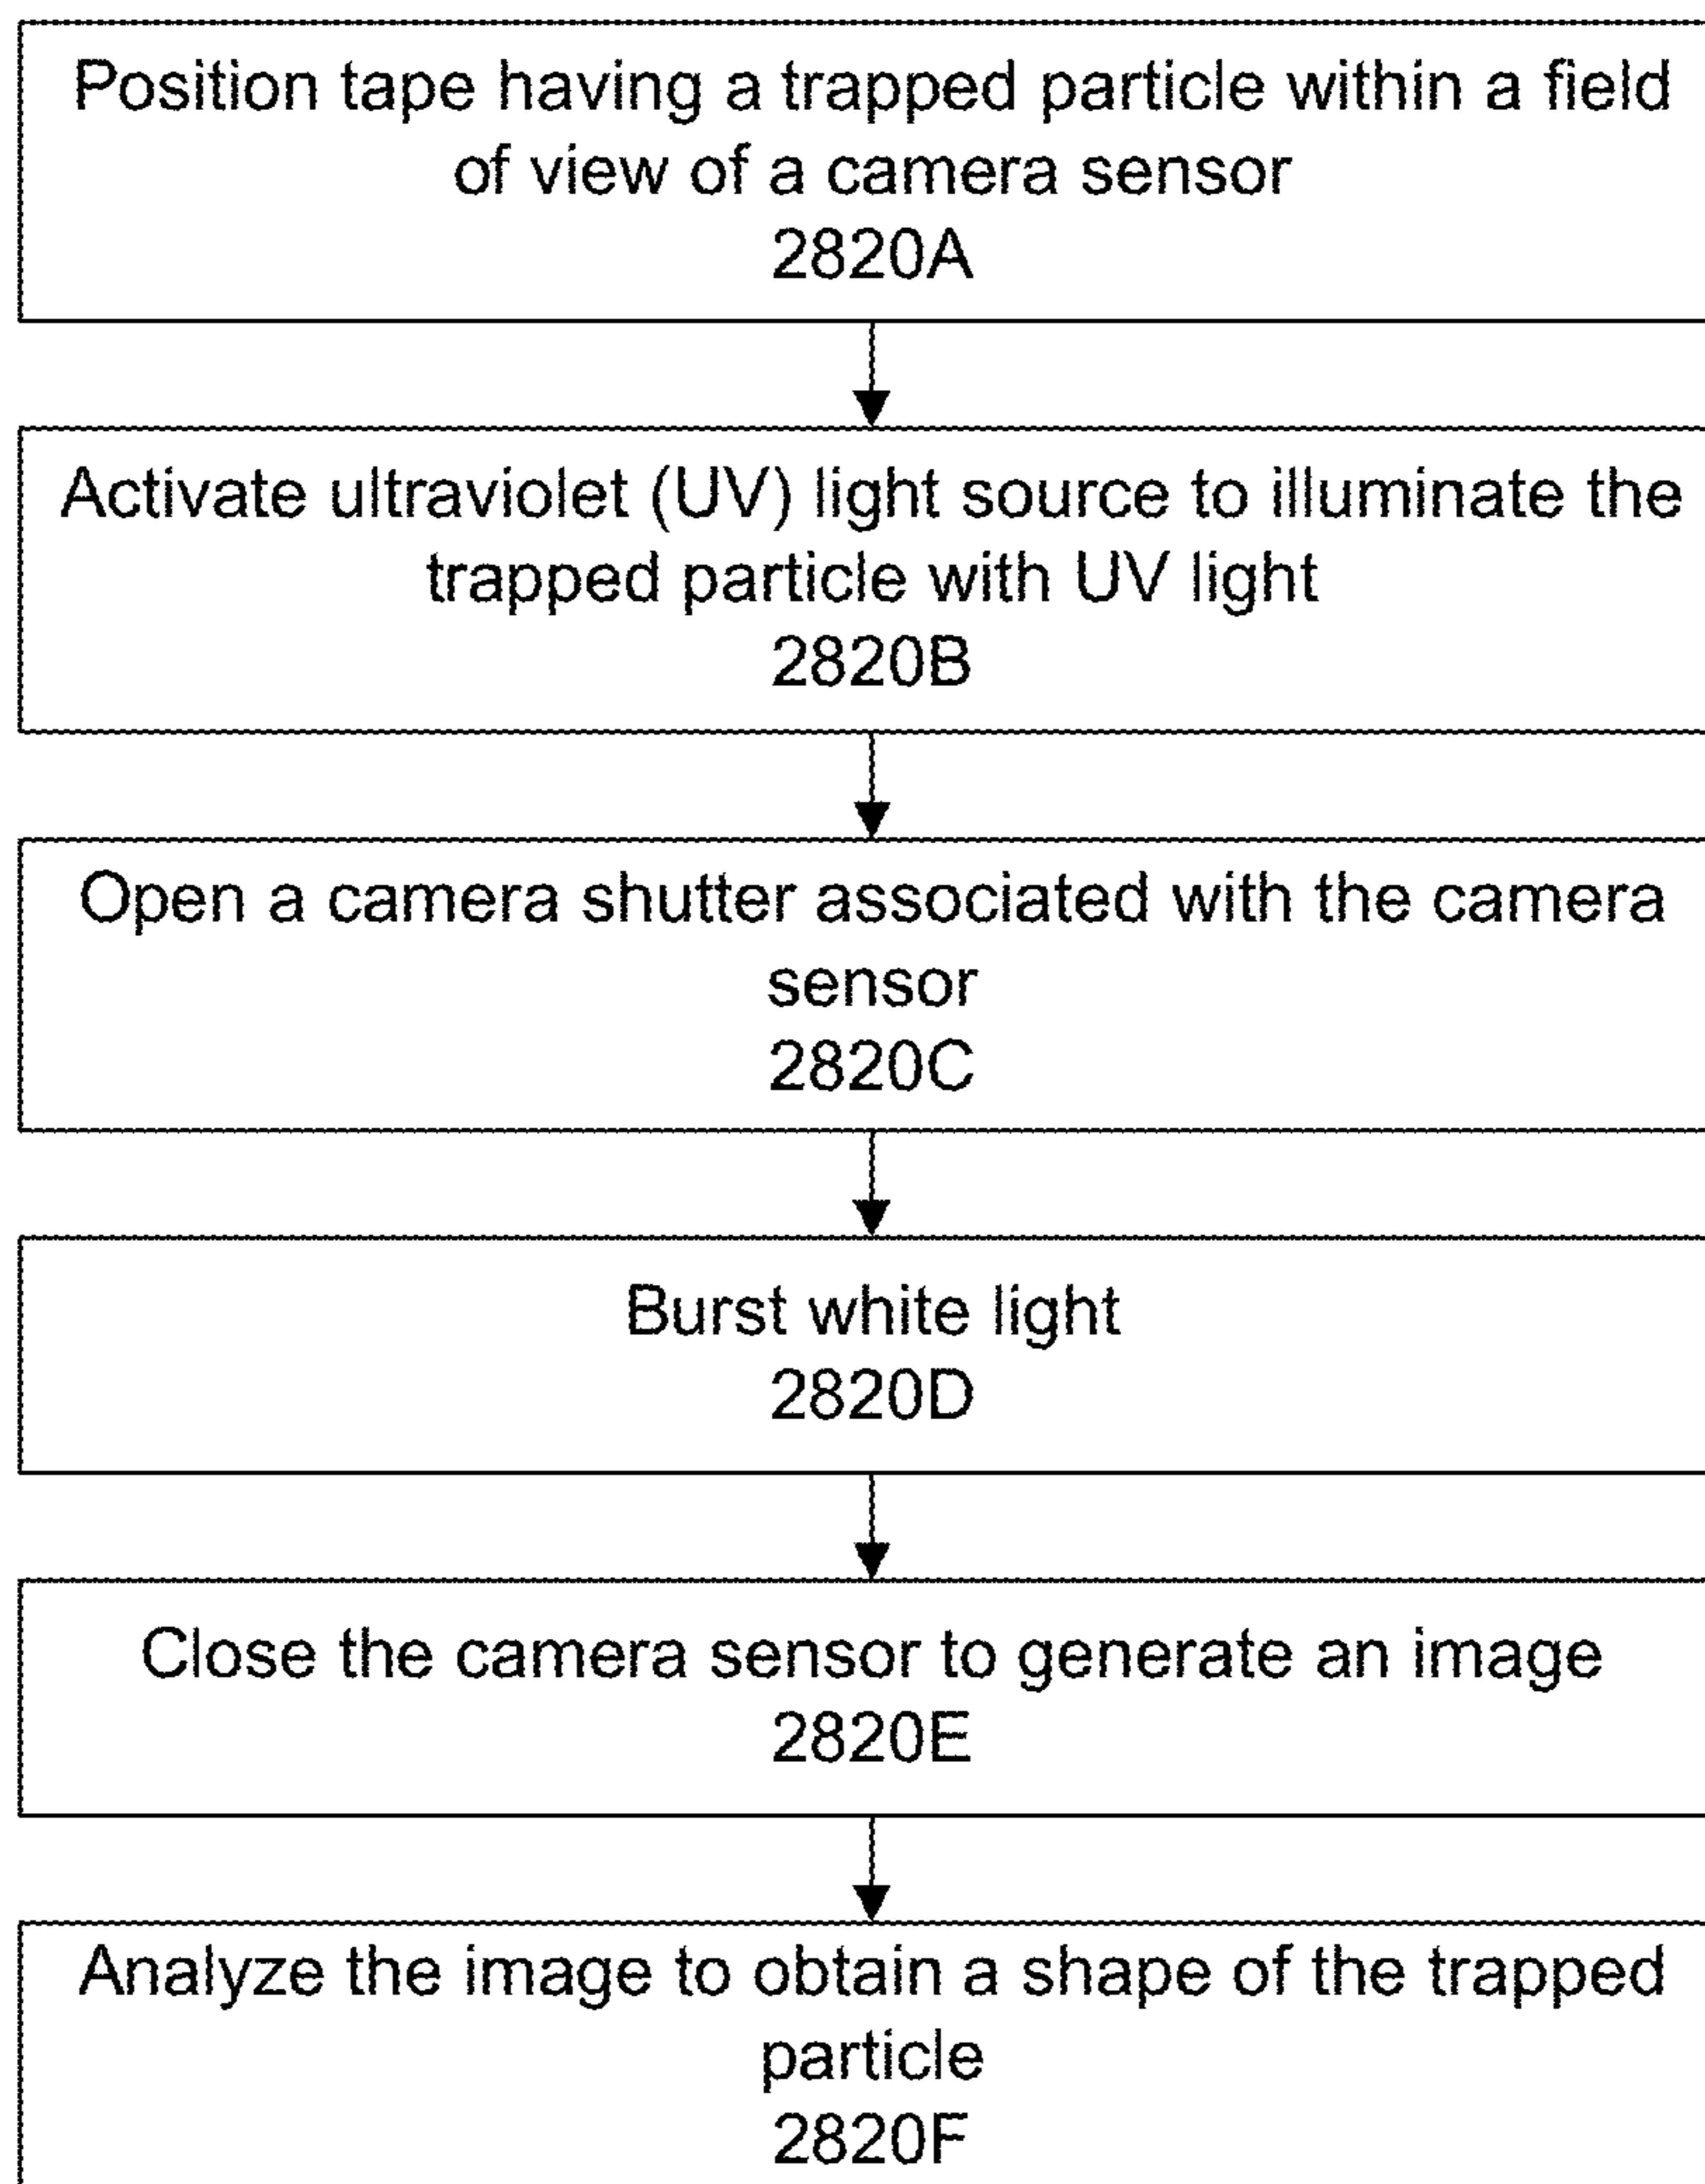 Position tape having a trapped particle within a field
of view of a camera sensor
2820A
Activate ultraviolet (UV) light source to illuminate the
trapped particle with UV light
2820B
Open a camera shutter associated with the camera
sensor
2820C
Burst white light
2820D
Close the camera sensor to generate an image
2820E
Analyze the image to obtain a shape of the trapped
particle
2820F